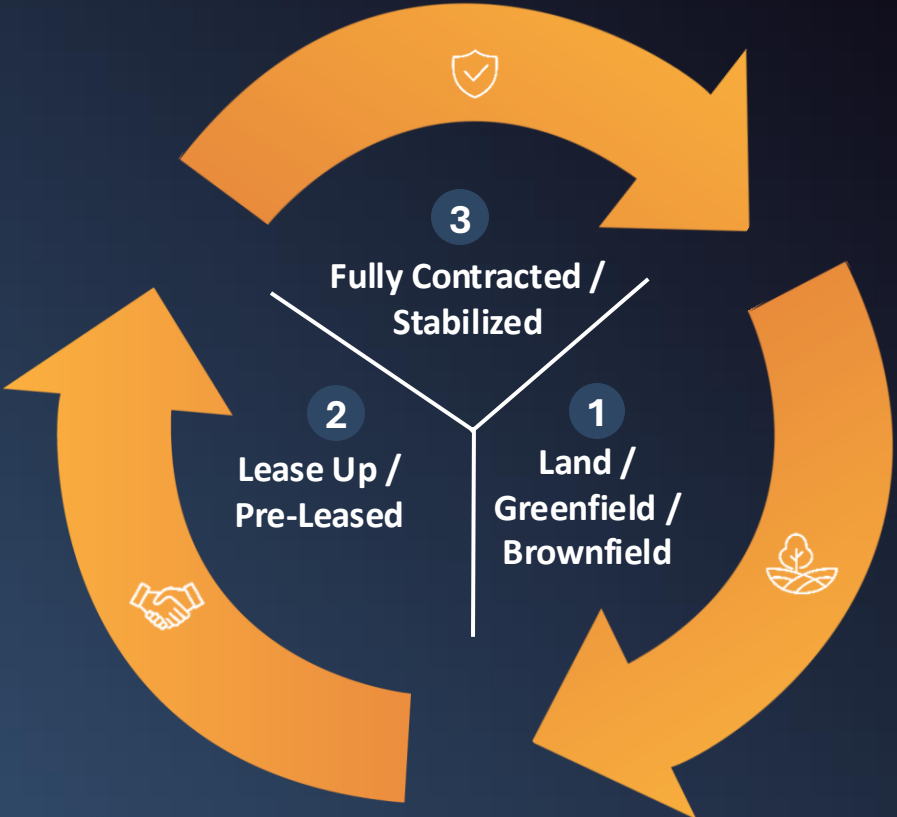 3
Fully Contracted /
Stabilized
2
Lease Up /
Pre-Leased
1
Land /
Greenfield /
Brownfield